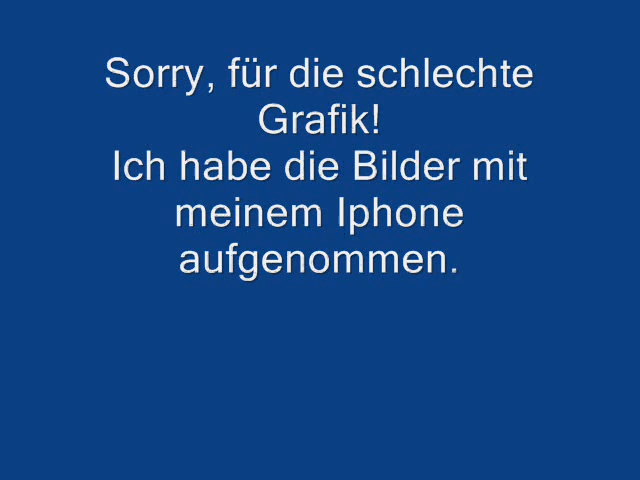 Sorry, für die schlechte
Grafik!
Ich habe die Bilder mit
meinem Iphone
aufgenommen.